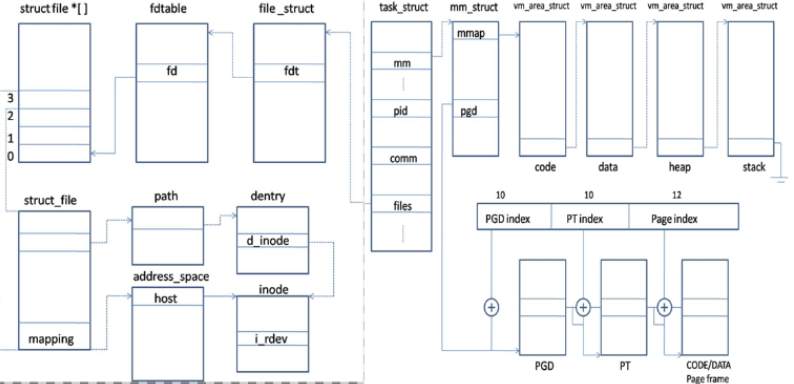 struct file *[ ]
fdtable
file_struct
fd
fdt
3
2
1
0
struct_file
mapping
path
dentry
d_inode
address_space
host
inode
i_rdev
task_struct
mm
pid
comm
files
mm_struct
mmap
pgd
vm_area_struct
vm_area_struct
vm_area_struct
vm_area_struct
code
data
heap
stack
10
10
12
PGD index
PT index
Page index
+
+
+
PGD
PT
CODE/DATA
Page frame